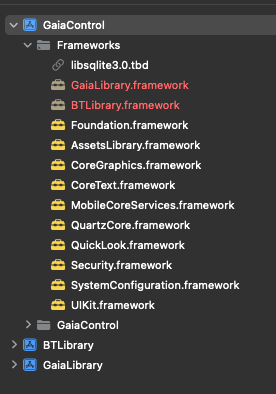 GaiaControl
Frameworks
libsqlite3.0.tbd
GaiaLibrary.framework
BTLibrary.framework
Foundation.framework
AssetsLibrary.framework
CoreGraphics.framework
CoreText.framework
MobileCoreServices.framework
QuartzCore.framework
QuickLook.framework
Security.framework
SystemConfiguration.framework
UIKit.framework
GaiaControl
BTLibrary
GaiaLibrary